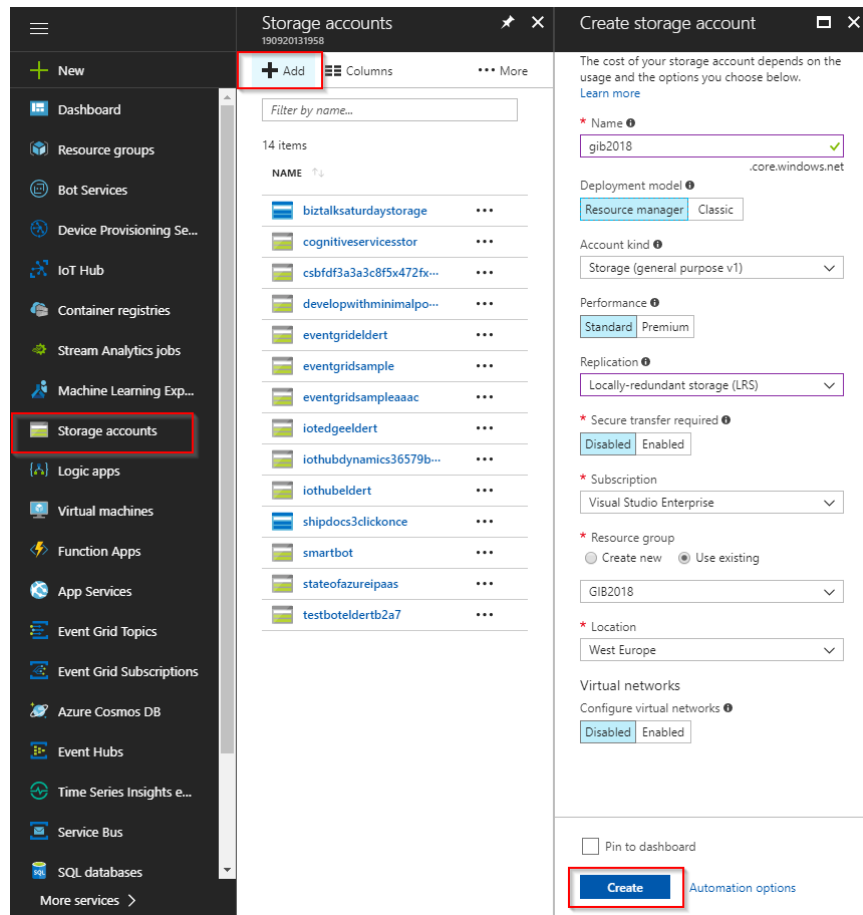 New
Dashboard
Resource groups
Bot Services
Device Provisioning Se...
IoT Hub
Container registries
Stream Analytics jobs
Machine Learning Exp...
Storage accounts
Logic apps
Virtual machines
Function Apps
App Services
Event Grid Topics
Event Grid Subscriptions
Azure Cosmos DB
Event Hubs
Time Series Insights e...
Service Bus
SQL databases
More services
Storage accounts
190920131958
Add Columns ••• More
Filter by name...
14 items
NAME
biztalksaturdaystorage •••
cognitiveservicesstor •••
csbfdf3a3a3c8f5x472fx••• •••
developwithminimalpo••• •••
eventgrideldert •••
eventgridsample •••
eventgridsampleaaac •••
iotedgeeldert •••
iothubdynamics36579b••• •••
iothubeldert •••
shipdocs3clickonce •••
smartbot •••
stateofazureipaas •••
testboteldertb2a7 •••
Create storage account
The cost of your storage account depends on the
usage and the options you choose below.
Learn more
* Name
gib2018
.core.windows.net
Deployment model
Resource manager Classic
Account kind
Storage (general purpose v1)
Performance
Standard Premium
Replication
Locally-redundant storage (LRS)
* Secure transfer required
Disabled Enabled
* Subscription
Visual Studio Enterprise
* Resource group
Create new Use existing
GIB2018
* Location
West Europe
Virtual networks
Configure virtual networks
Disabled Enabled
Pin to dashboard
Create Automation options